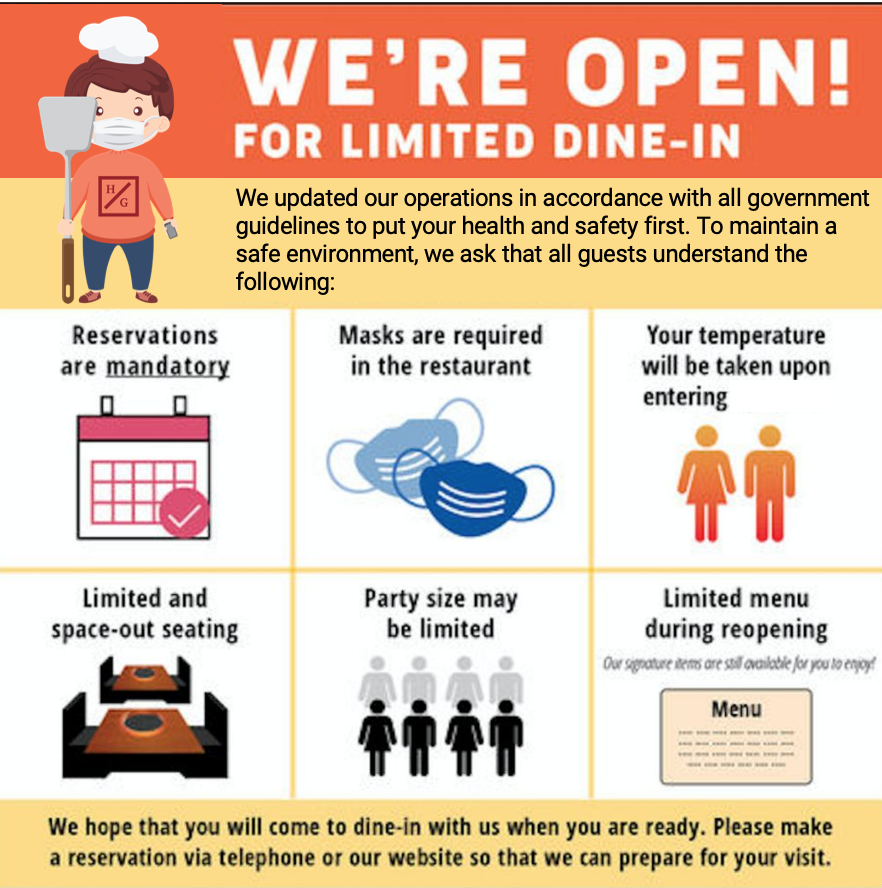 WE'RE OPEN!
FOR LIMITED DINE-IN
H/G
We updated our operations in accordance with all government
guidelines to put your health and safety first. To maintain a
safe environment, we ask that all guests understand the
following:
Reservations
are mandatory
Masks are required
in the restaurant
Your temperature
will be taken upon
entering
Limited and
space-out seating
Party size may
be limited
Limited menu
during reopening
Our signature items are still available for you to enjoy!
Menu
We hope that you will come to dine-in with us when you are ready. Please make
a reservation via telephone or our website so that we can prepare for your visit.